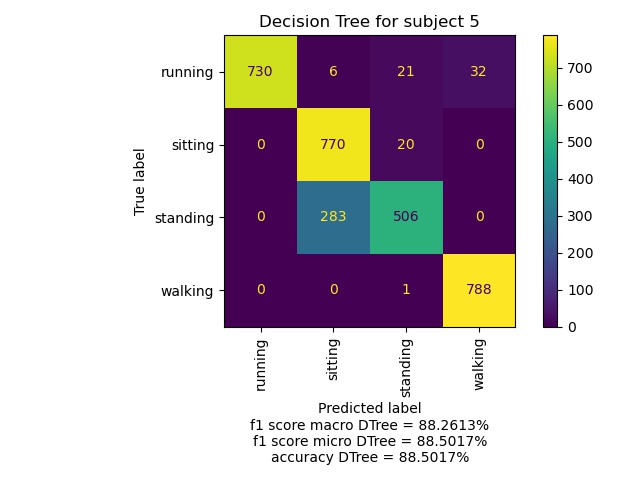 Decision Tree for subject 5
running 730 6 21 32
sitting 0 770 20 0
standing 0 283 506 0
walking 0 0 1 788
True label
running sitting standing walking
Predicted label
700
600
500
400
300
200
100
0
f1 score macro DTree = 88.2613%
f1 score micro DTree = 88.5017%
accuracy DTree = 88.5017%